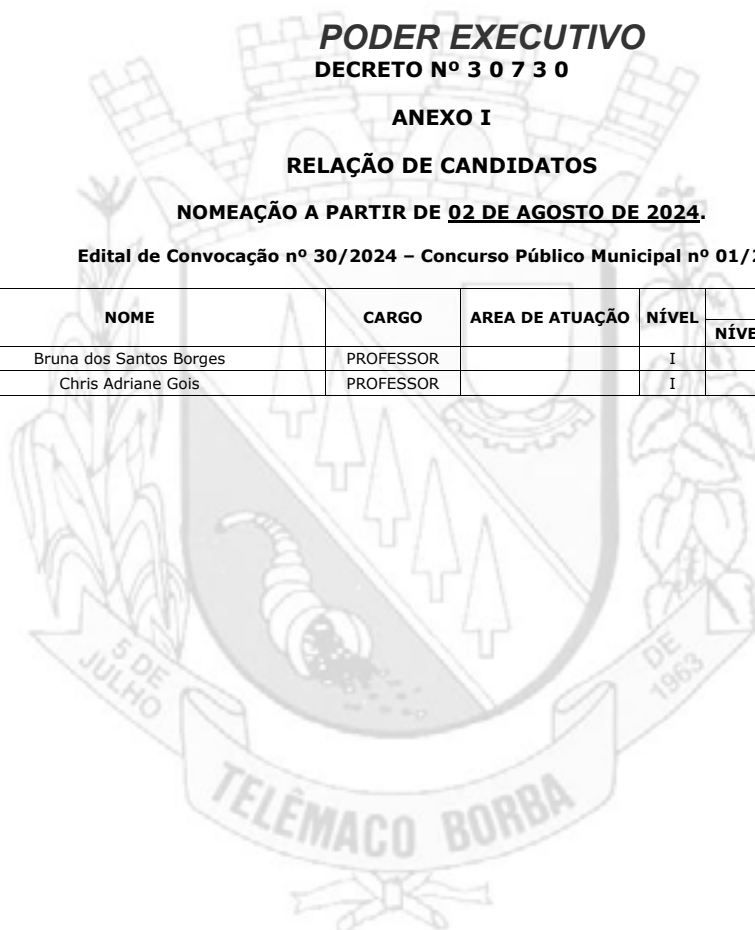 PODER EXECUTIVO
DECRETO Nº 3 0 7 3 0
ANEXO I
RELAÇÃO DE CANDIDATOS
NOMEAÇÃO A PARTIR DE 02 DE AGOSTO DE 2024.
Edital de Convocação nº 30/2024 – Concurso Público Municipal nº 01/
NOME CARGO AREA DE ATUAÇÃO NÍVEL
Bruna dos Santos Borges PROFESSOR I
Chris Adriane Gois PROFESSOR I
5 DE JULHO DE 1963
TELÊMACO BORBA